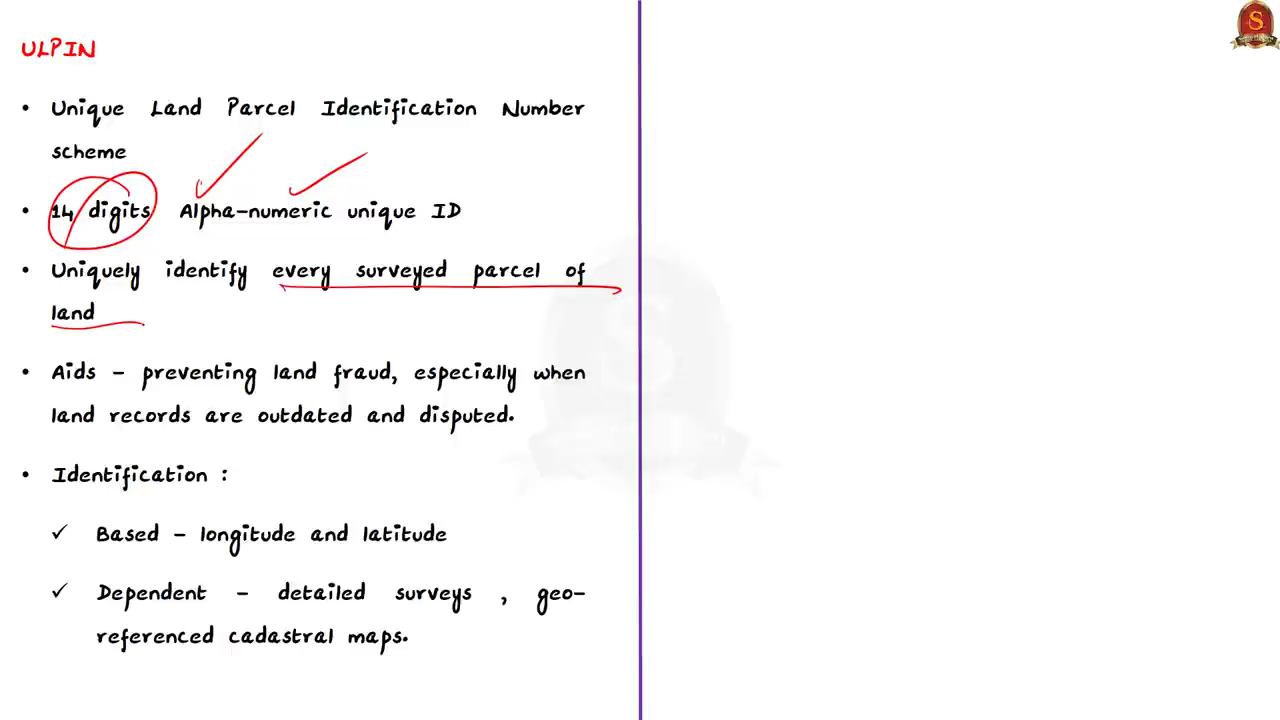 ULPIN
• Unique Land Parcel Identification Number
scheme
• 14 digits Alpha-numeric unique ID
• Uniquely identify every surveyed parcel of
land
• Aids - preventing land fraud, especially when
land records are outdated and disputed.
• Identification :
✓ Based - longitude and latitude
✓ Dependent - detailed surveys , geo-
referenced cadastral maps.